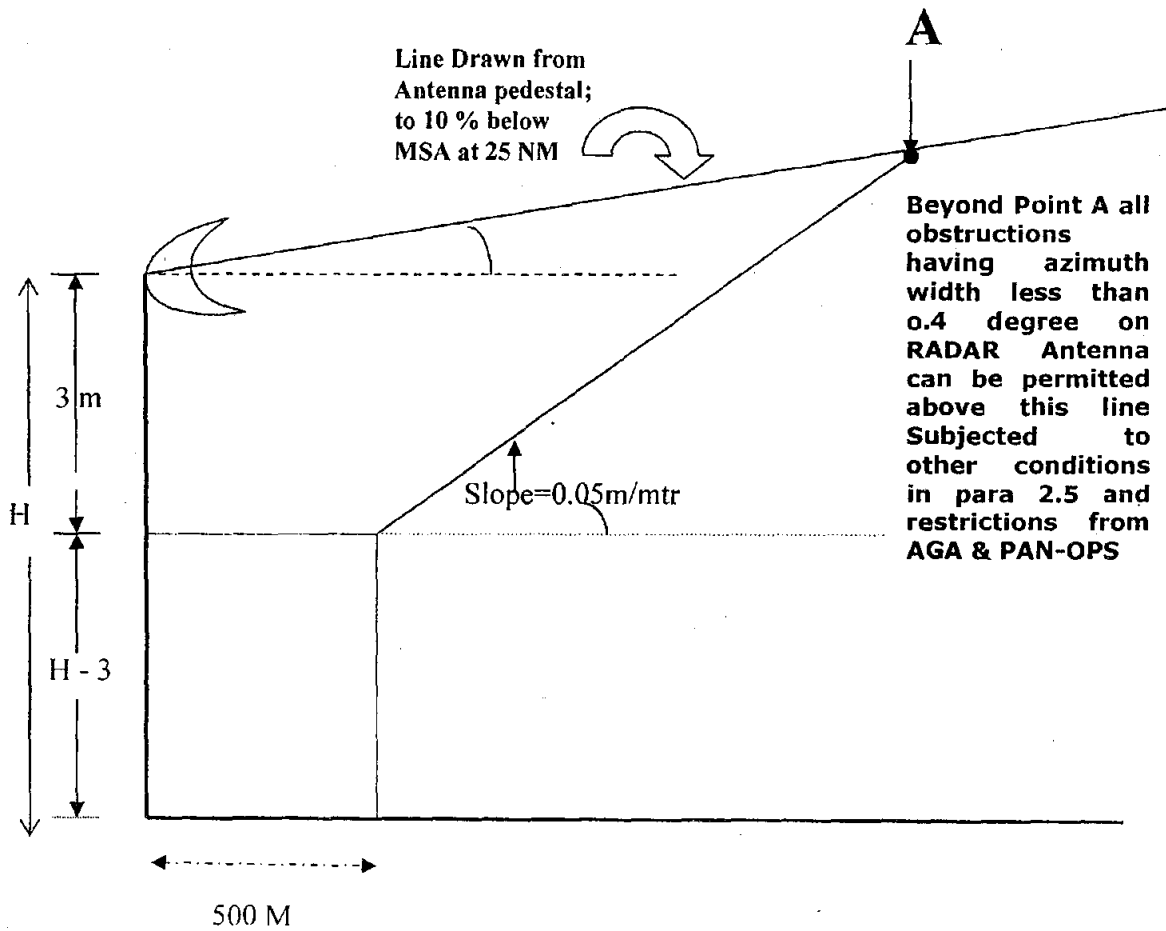 A
Line Drawn from
Antenna pedestal;
to 10 % below
MSA at 25 NM
Beyond Point A all
obstructions
having azimuth
width less than
0.4 degree on
RADAR Antenna
can be permitted
above this line
Subjected to
other conditions
in para 2.5 and
restrictions from
AGA & PAN-OPS
3 m
Slope=0.05m/mtr
H
H - 3
500 M